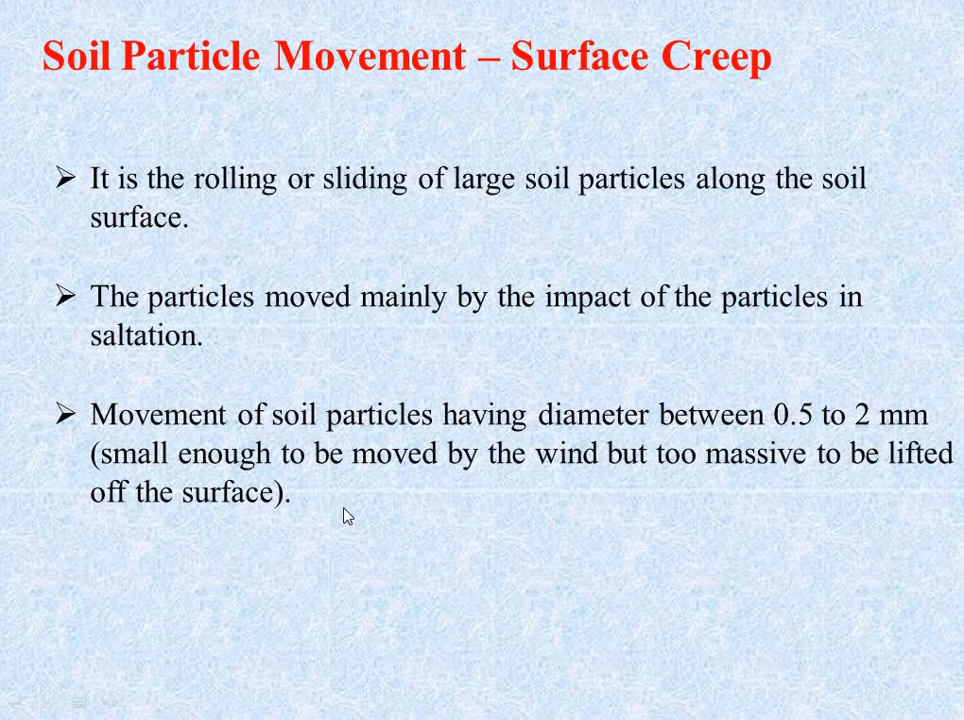 Soil Particle Movement – Surface Creep
➢ It is the rolling or sliding of large soil particles along the soil
surface.
➢ The particles moved mainly by the impact of the particles in
saltation.
➢ Movement of soil particles having diameter between 0.5 to 2 mm
(small enough to be moved by the wind but too massive to be lifted
off the surface).